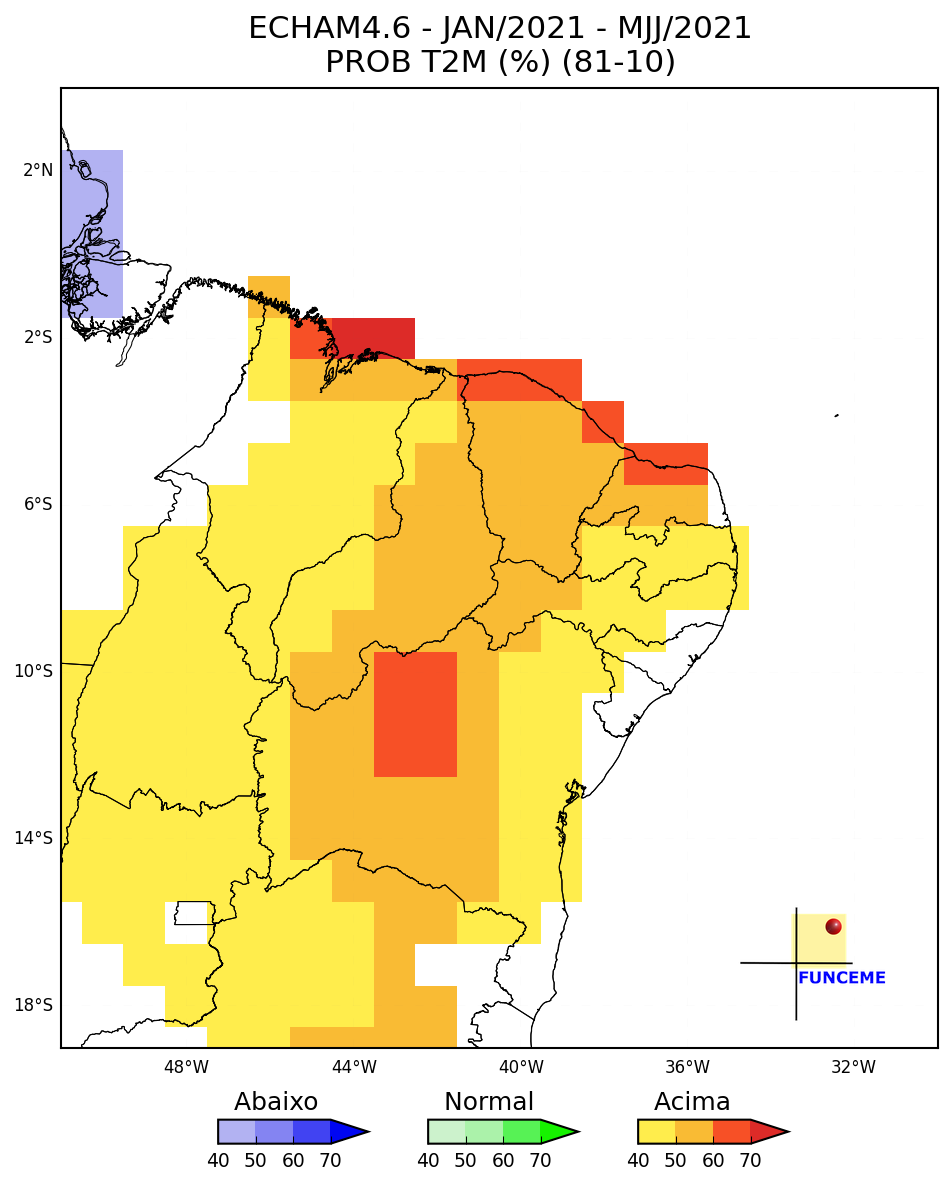 ECHAM4.6 - JAN/2021 - MJJ/2021
PROB T2M (%) (81-10)
2°N
2°S
6°S
10°S
14°S
18°S
FUNCEME
48°W 44°W 40°W 36°W 32°W
Abaixo Normal Acima
40 50 60 70 40 50 60 70 40 50 60 70